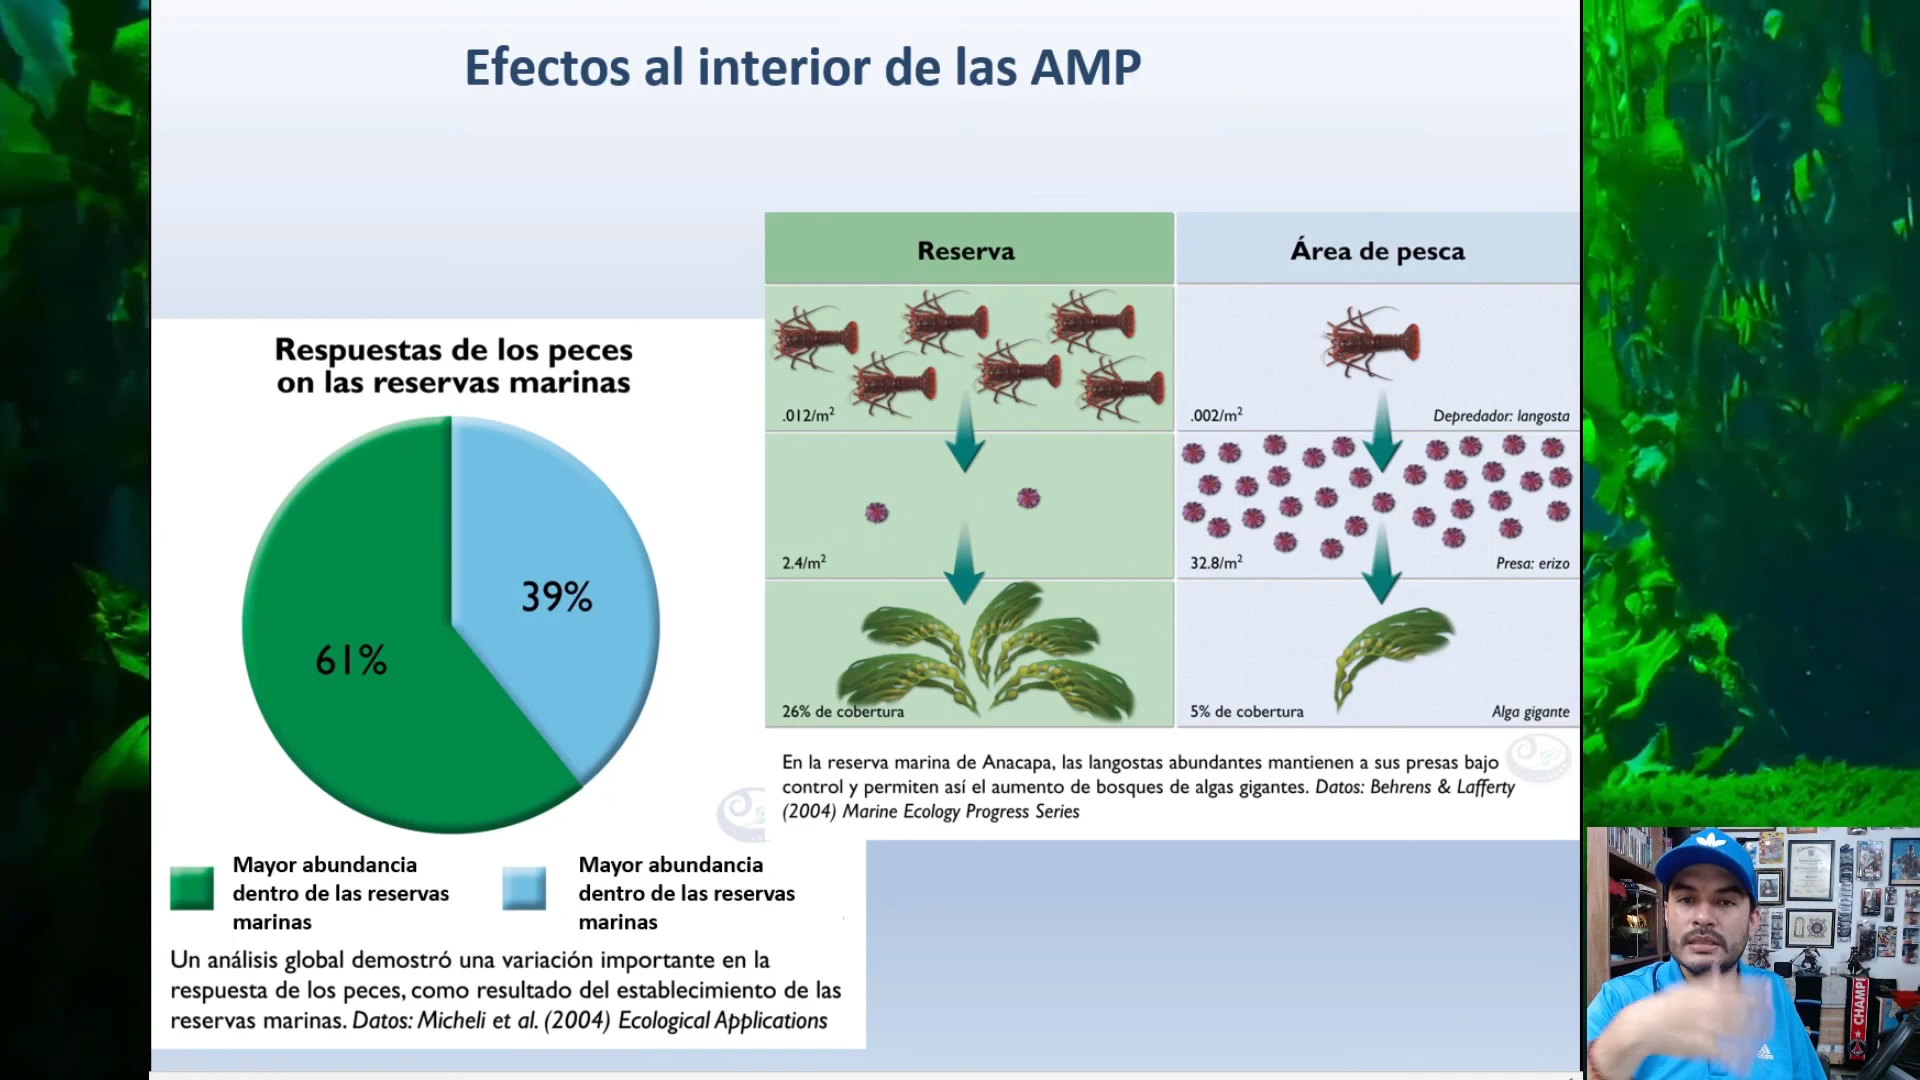 Efectos al interior de las AMP
Respuestas de los peces
on las reservas marinas
61%
39%
Mayor abundancia
dentro de las reservas
marinas
Mayor abundancia
dentro de las reservas
marinas
Un análisis global demostró una variación importante en la
respuesta de los peces, como resultado del establecimiento de las
reservas marinas. Datos: Micheli et al. (2004) Ecological Applications
Reserva
Área de pesca
.012/m²
.002/m²
Depredador: langosta
2.4/m²
32.8/m²
Presa: erizo
26% de cobertura
5% de cobertura
Alga gigante
En la reserva marina de Anacapa, las langostas abundantes mantienen a sus presas bajo
control y permiten así el aumento de bosques de algas gigantes. Datos: Behrens & Lafferty
(2004) Marine Ecology Progress Series
CHAMPI
adidas